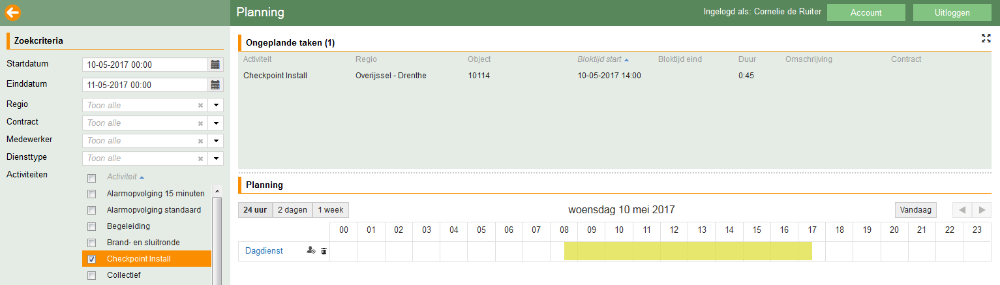 Planning
Ingelogd als: Cornelie de Ruiter
Account
Uitloggen
Zoekcriteria
Startdatum 10-05-2017 00:00
Einddatum 11-05-2017 00:00
Regio Toon alle
Contract Toon alle
Medewerker Toon alle
Diensttype Toon alle
Activiteiten Activiteit
Alarmopvolging 15 minuten
Alarmopvolging standaard
Begeleiding
Brand- en sluitronde
Checkpoint Install
Collectief
Ongeplande taken (1)
Activiteit Regio Object Bloktijd start Bloktijd eind Duur Omschrijving Contract
Checkpoint Install Overijssel - Drenthe 10114 10-05-2017 14:00 0:45
Planning
24 uur 2 dagen 1 week woensdag 10 mei 2017 Vandaag
00 01 02 03 04 05 06 07 08 09 10 11 12 13 14 15 16 17 18 19 20 21 22 23
Dagdienst